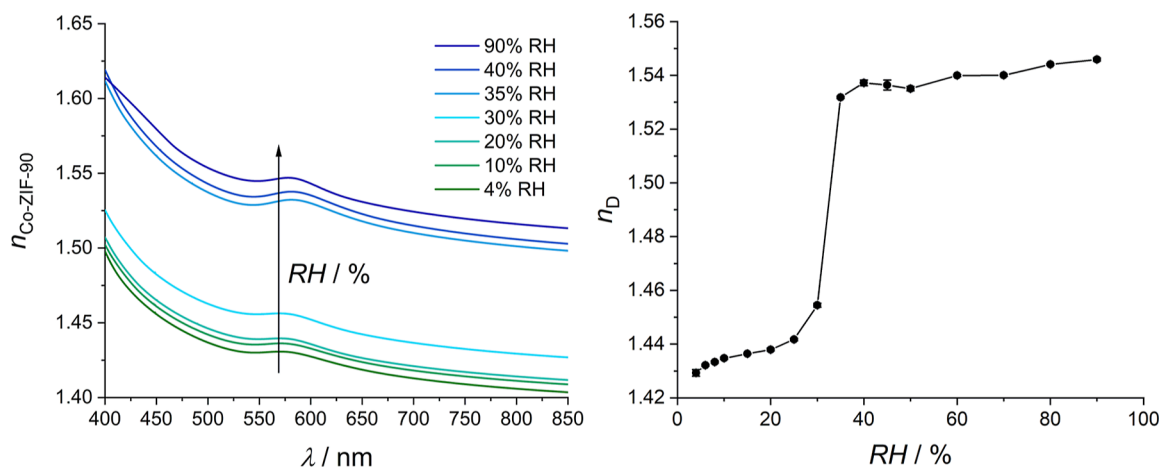 1.65
1.60
1.55
1.50
1.45
1.40
n Co-ZIF-90
400 450 500 550 600 650 700 750 800 850
λ / nm
90% RH
40% RH
35% RH
30% RH
20% RH
10% RH
4% RH
RH / %
1.56
1.54
1.52
1.50
1.48
1.46
1.44
1.42
n D
0 20 40 60 80 100
RH / %